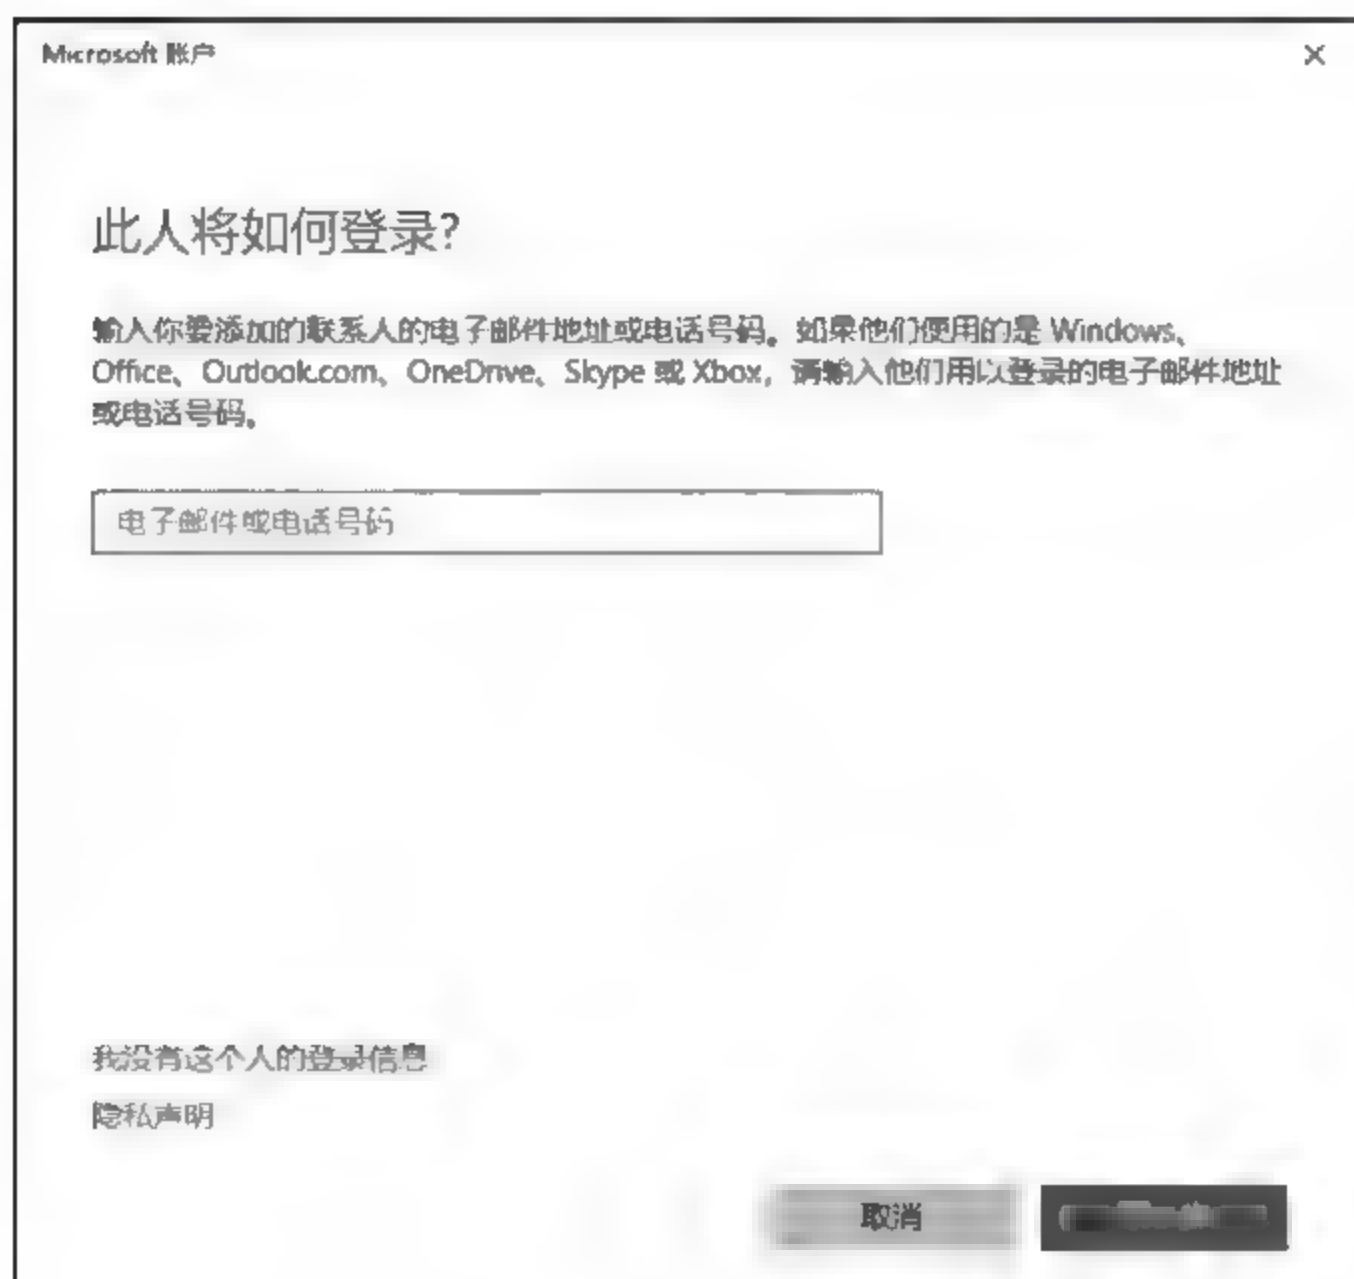 Microsoft 账户
此人将如何登录?
输入你要添加的联系人的电子邮件地址或电话号码。如果他们使用的是 Windows、
Office、Outlook.com、OneDrive、Skype 或 Xbox，请输入他们用以登录的电子邮件地址
或电话号码。
电子邮件或电话号码
我没有这个人的登录信息
隐私声明
取消